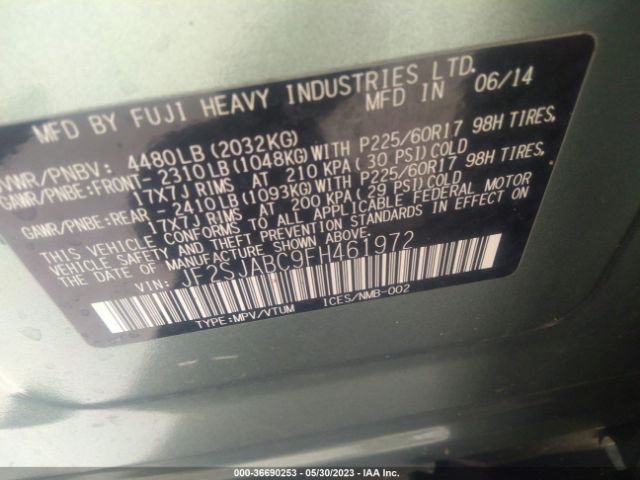 MFD BY FUJI HEAVY INDUSTRIES LTD.
MFD IN 06/14
GVWR/PNBV: 4480LB (2032KG)
GAWR/PNBE:FRONT- 2310LB (1048KG)WITH P225/60R17 98H TIRES,
17X7J RIMS AT 210 KPA (30 PSI)COLD
GAWR/PNBE:REAR - 2410LB (1093KG)WITH P225/60R17 98H TIRES,
17X7J RIMS AT 200 KPA (29 PSI)COLD
THIS VEHICLE CONFORMS TO ALL APPLICABLE FEDERAL MOTOR
VEHICLE SAFETY AND THEFT PREVENTION STANDARDS IN EFFECT ON
THE DATE OF MANUFACTURE SHOWN ABOVE.
VIN: JF2SJABC9FH461972
TYPE:MPV/VTUM ICES/NMB-002
000-36690253 - 05/30/2023 - IAA Inc.